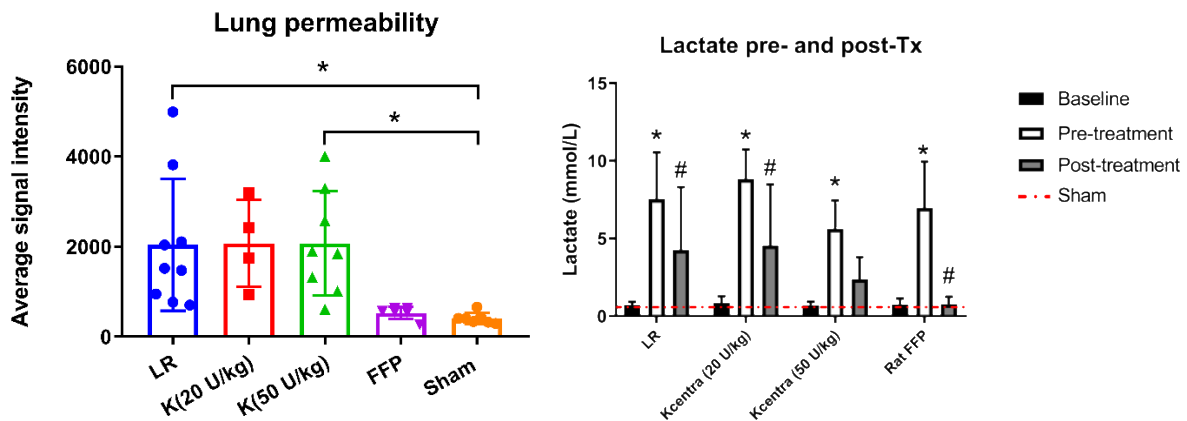 Lung permeability
Average signal intensity
6000
4000
2000
0
*
*
LR
K(20 U/kg)
K(50 U/kg)
FFP
Sham
Lactate pre- and post-Tx
Lactate (mmol/L)
15
10
5
0
*
#
*
#
*
*
#
LR
Kcentra (20 U/kg)
Kcentra (50 U/kg)
Rat FFP
Baseline
Pre-treatment
Post-treatment
Sham